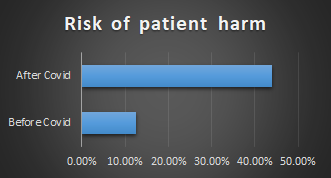 Risk of patient harm
After Covid
Before Covid
0.00% 10.00% 20.00% 30.00% 40.00% 50.00%